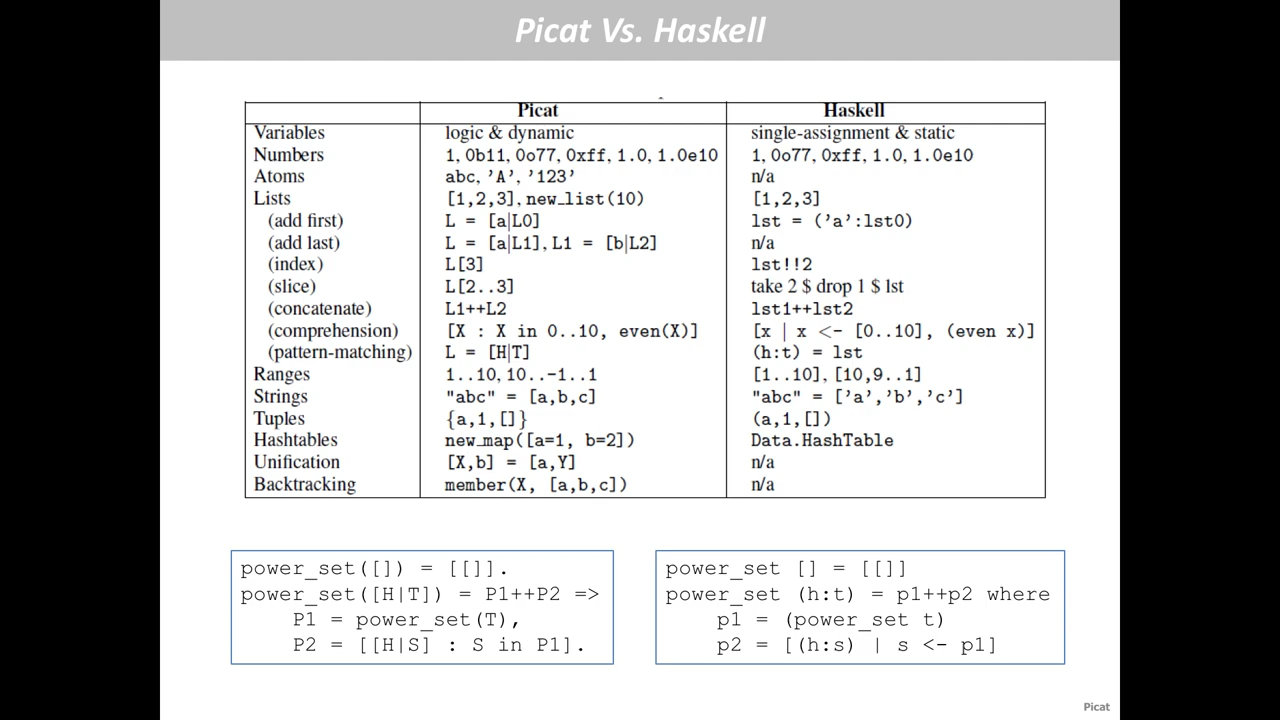 Picat Vs. Haskell
Picat Haskell
Variables logic & dynamic single-assignment & static
Numbers 1, 0b11, 0o77, 0xff, 1.0, 1.0e10 1, 0o77, 0xff, 1.0, 1.0e10
Atoms abc, ’A’, ’123’ n/a
Lists [1,2,3], new_list(10) [1,2,3]
(add first) L = [a|L0] lst = (’a’:lst0)
(add last) L = [a|L1], L1 = [b|L2] n/a
(index) L[3] lst!!2
(slice) L[2..3] take 2 $ drop 1 $ lst
(concatenate) L1++L2 lst1++lst2
(comprehension) [X : X in 0..10, even(X)] [x | x <- [0..10], (even x)]
(pattern-matching) L = [H|T] (h:t) = lst
Ranges 1..10, 10..-1..1 [1..10], [10,9..1]
Strings "abc" = [a,b,c] "abc" = [’a’,’b’,’c’]
Tuples {a,1,[]} (a,1,[])
Hashtables new_map([a=1, b=2]) Data.HashTable
Unification [X,b] = [a,Y] n/a
Backtracking member(X, [a,b,c]) n/a
power_set([]) = [[]].
power_set([H|T]) = P1++P2 =>
P1 = power_set(T),
P2 = [[H|S] : S in P1].
power_set [] = [[]]
power_set (h:t) = p1++p2 where
p1 = (power_set t)
p2 = [(h:s) | s <- p1]
Picat